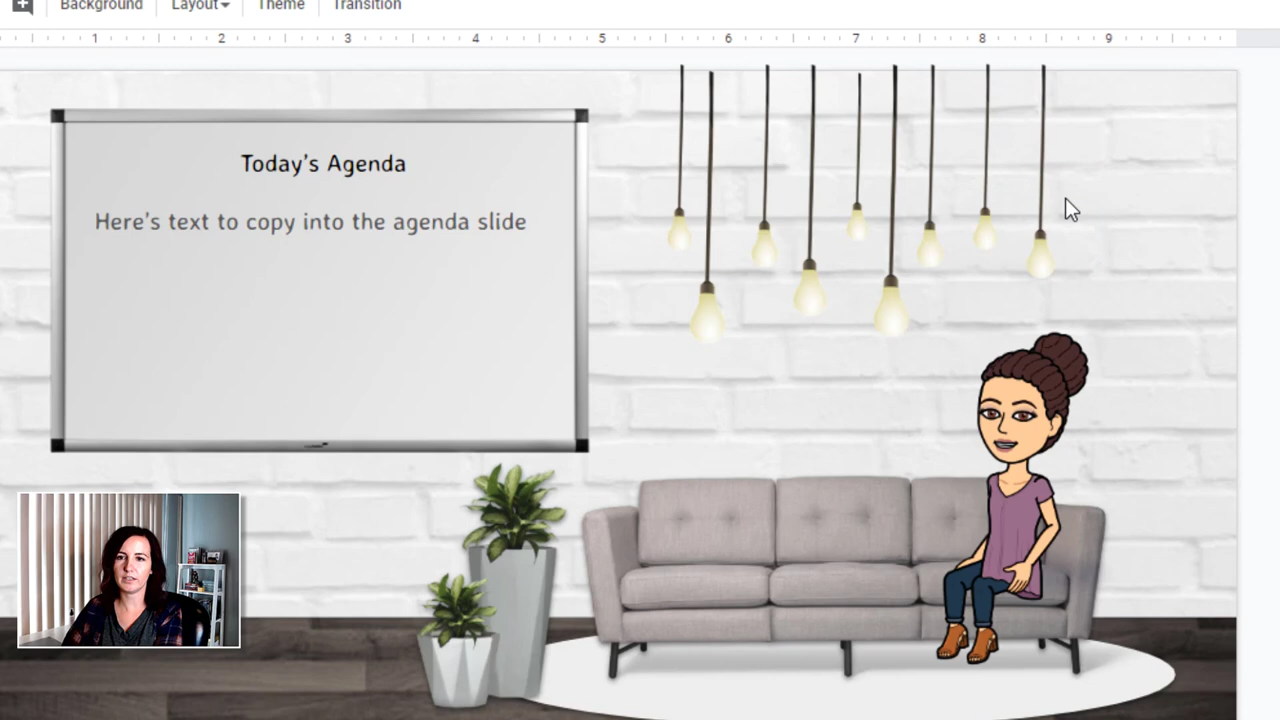 Background Layout Theme Transition
1 2 3 4 5 6 7 8 9
Today's Agenda
Here's text to copy into the agenda slide